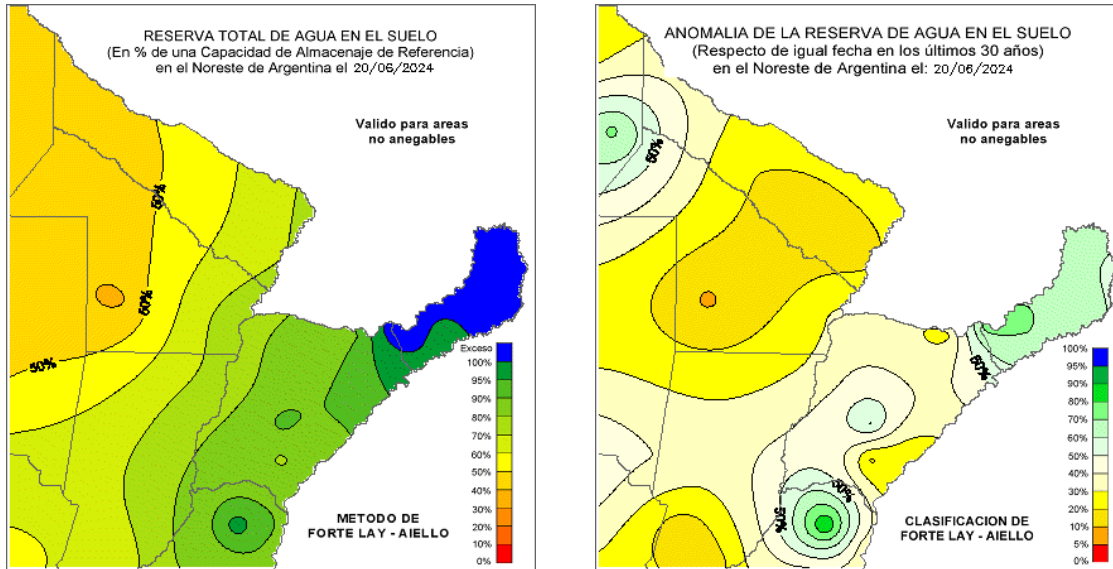 RESERVA TOTAL DE AGUA EN EL SUELO
(En % de una Capacidad de Almacenaje de Referencia)
en el Noreste de Argentina el 20/06/2024
Valido para areas
no anegables
50%
50%
50%
Exceso
100%
95%
90%
80%
70%
60%
50%
40%
30%
20%
10%
0%
METODO DE
FORTE LAY - AIELLO
ANOMALIA DE LA RESERVA DE AGUA EN EL SUELO
(Respecto de igual fecha en los últimos 30 años)
en el Noreste de Argentina el: 20/06/2024
Valido para areas
no anegables
50%
50%
50%
50%
100%
95%
90%
80%
70%
60%
50%
40%
30%
20%
10%
5%
0%
CLASIFICACION DE
FORTE LAY - AIELLO